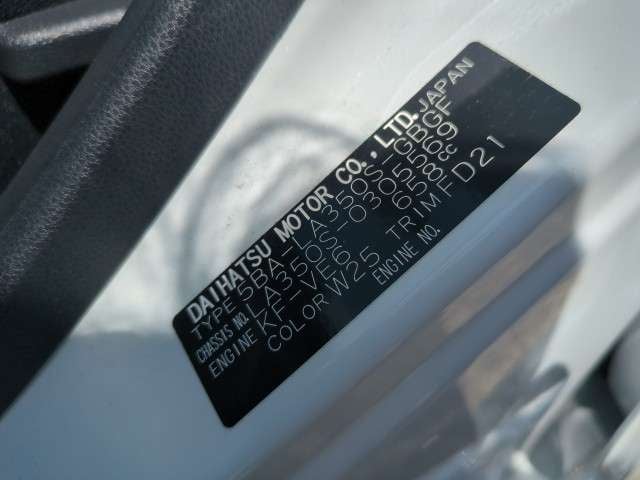 DAIHATSU MOTOR CO.,LTD. JAPAN
TYPE 5BA-LA350S-GBGF
CHASSIS NO. LA350S-0305569
ENGINE KF-VE6 658cc
COLOR W25 TRIM FD21
ENGINE NO.